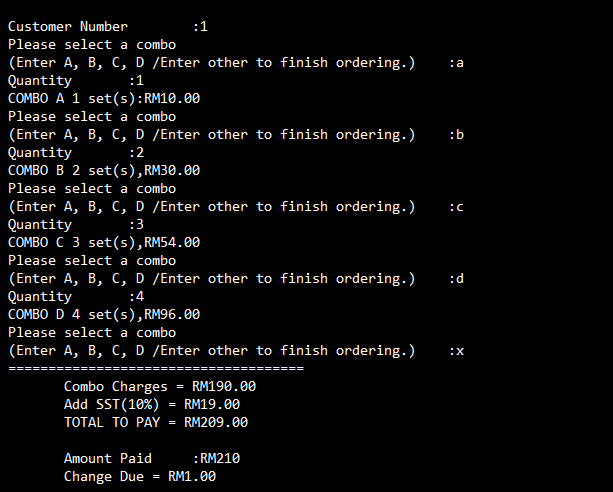 Customer Number        :1
Please select a combo
(Enter A, B, C, D /Enter other to finish ordering.)    :a
Quantity       :1
COMBO A 1 set(s):RM10.00
Please select a combo
(Enter A, B, C, D /Enter other to finish ordering.)    :b
Quantity       :2
COMBO B 2 set(s),RM30.00
Please select a combo
(Enter A, B, C, D /Enter other to finish ordering.)    :c
Quantity       :3
COMBO C 3 set(s),RM54.00
Please select a combo
(Enter A, B, C, D /Enter other to finish ordering.)    :d
Quantity       :4
COMBO D 4 set(s),RM96.00
Please select a combo
(Enter A, B, C, D /Enter other to finish ordering.)    :x
=====================================
       Combo Charges = RM190.00
       Add SST(10%) = RM19.00
       TOTAL TO PAY = RM209.00
       Amount Paid     :RM210
       Change Due = RM1.00